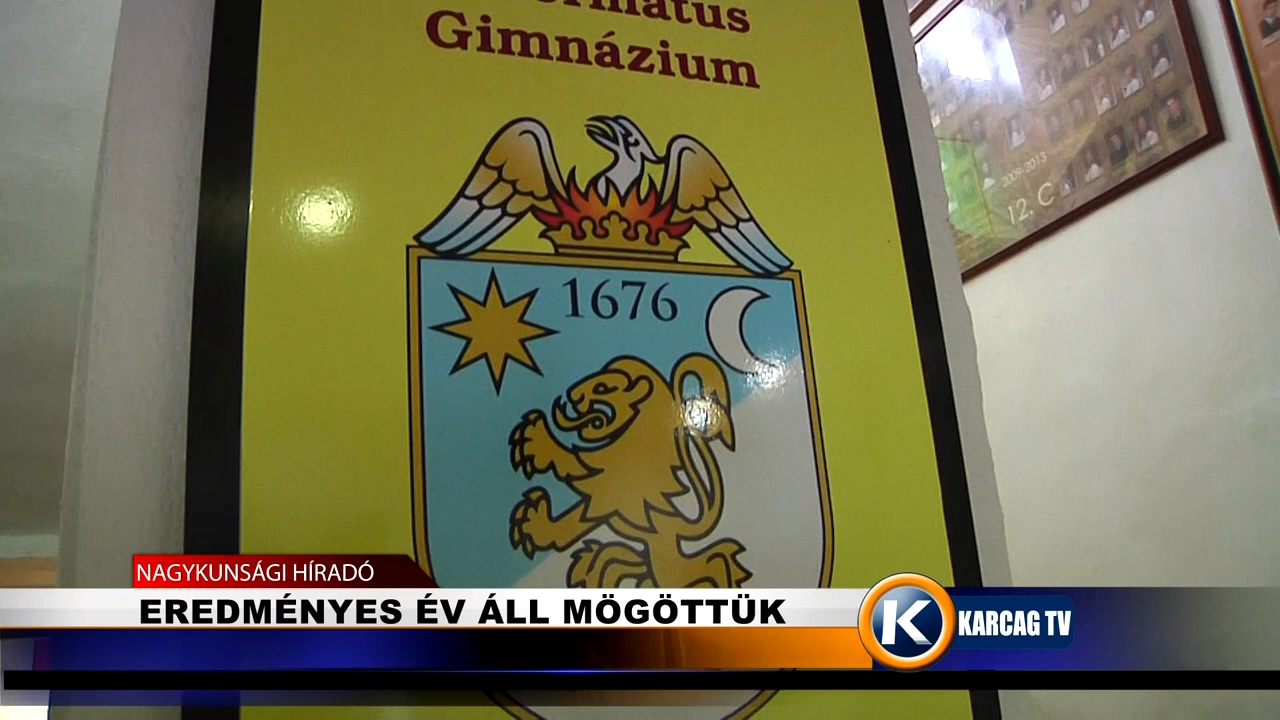 Gimnázium
1676
2009-2013
12. C
NAGYKUNSÁGI HÍRADÓ
EREDMÉNYES ÉV ÁLL MÖGÖTTÜK
K
KARCAG TV